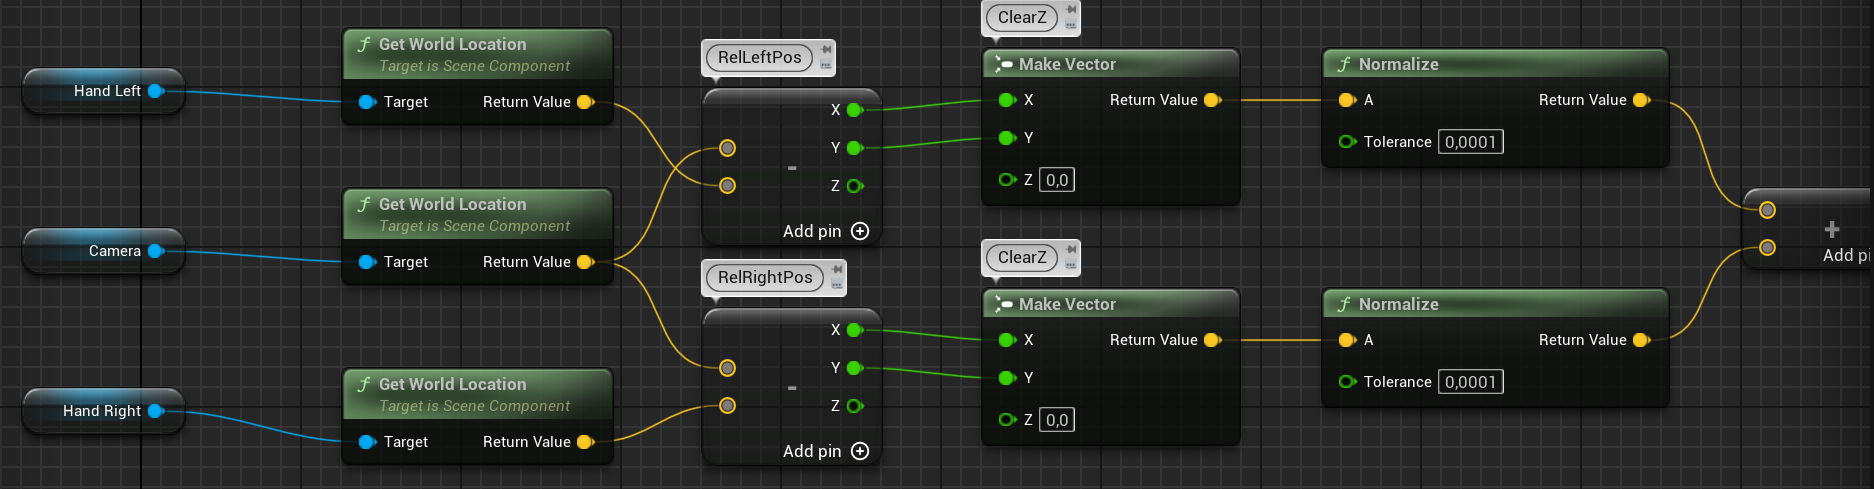 Hand Left
f Get World Location
Target is Scene Component
Target
Return Value
RelLeftPos
X
Y
-
Z
Add pin
ClearZ
Make Vector
X
Return Value
Y
Z 0,0
f Normalize
A
Return Value
Tolerance 0,0001
Camera
f Get World Location
Target is Scene Component
Target
Return Value
+
Add pi
Hand Right
f Get World Location
Target is Scene Component
Target
Return Value
RelRightPos
X
Y
-
Z
Add pin
ClearZ
Make Vector
X
Return Value
Y
Z 0,0
f Normalize
A
Return Value
Tolerance 0,0001